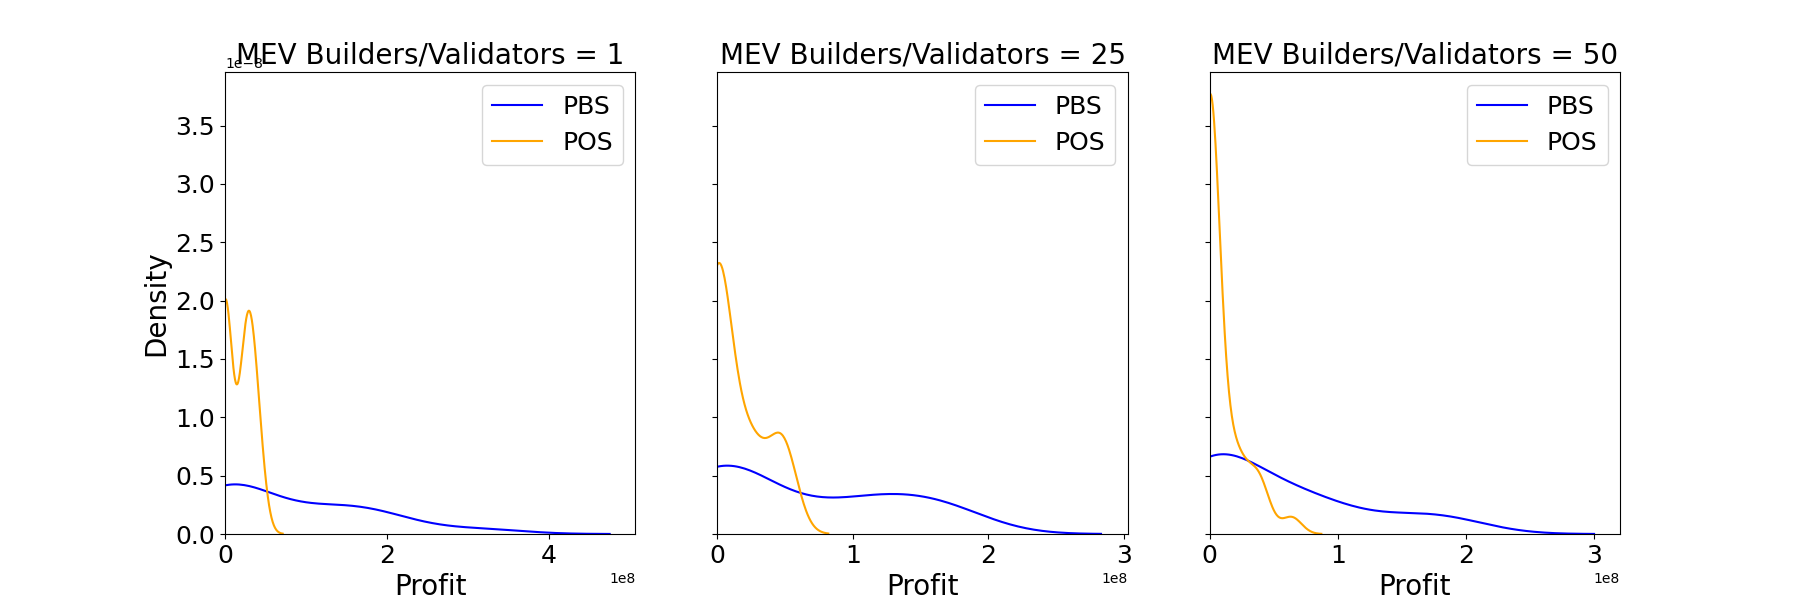 MEV Builders/Validators = 1
MEV Builders/Validators = 25
MEV Builders/Validators = 50
1e−8
PBS
POS
PBS
POS
PBS
POS
Density
3.5
3.0
2.5
2.0
1.5
1.0
0.5
0.0
0 2 4
0 1 2 3
0 1 2 3
1e8
1e8
1e8
Profit
Profit
Profit